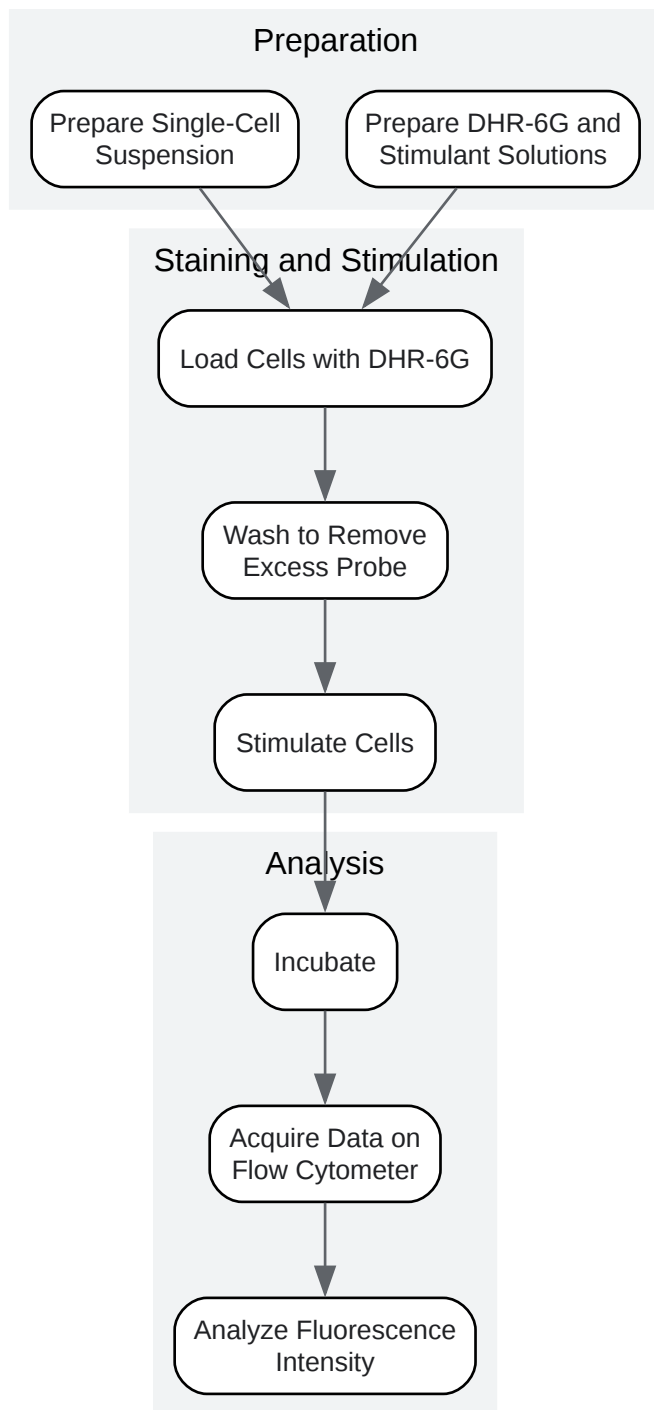 Preparation
Prepare Single-Cell
Suspension
Prepare DHR-6G and
Stimulant Solutions
Staining and Stimulation
Load Cells with DHR-6G
Wash to Remove
Excess Probe
Stimulate Cells
Analysis
Incubate
Acquire Data on
Flow Cytometer
Analyze Fluorescence
Intensity